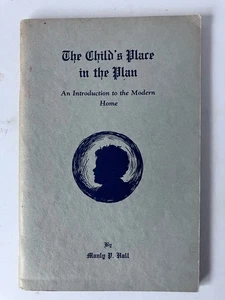 The Child's Place
in the Plan
An Introduction to the Modern
Home
By
Manly P. Hall